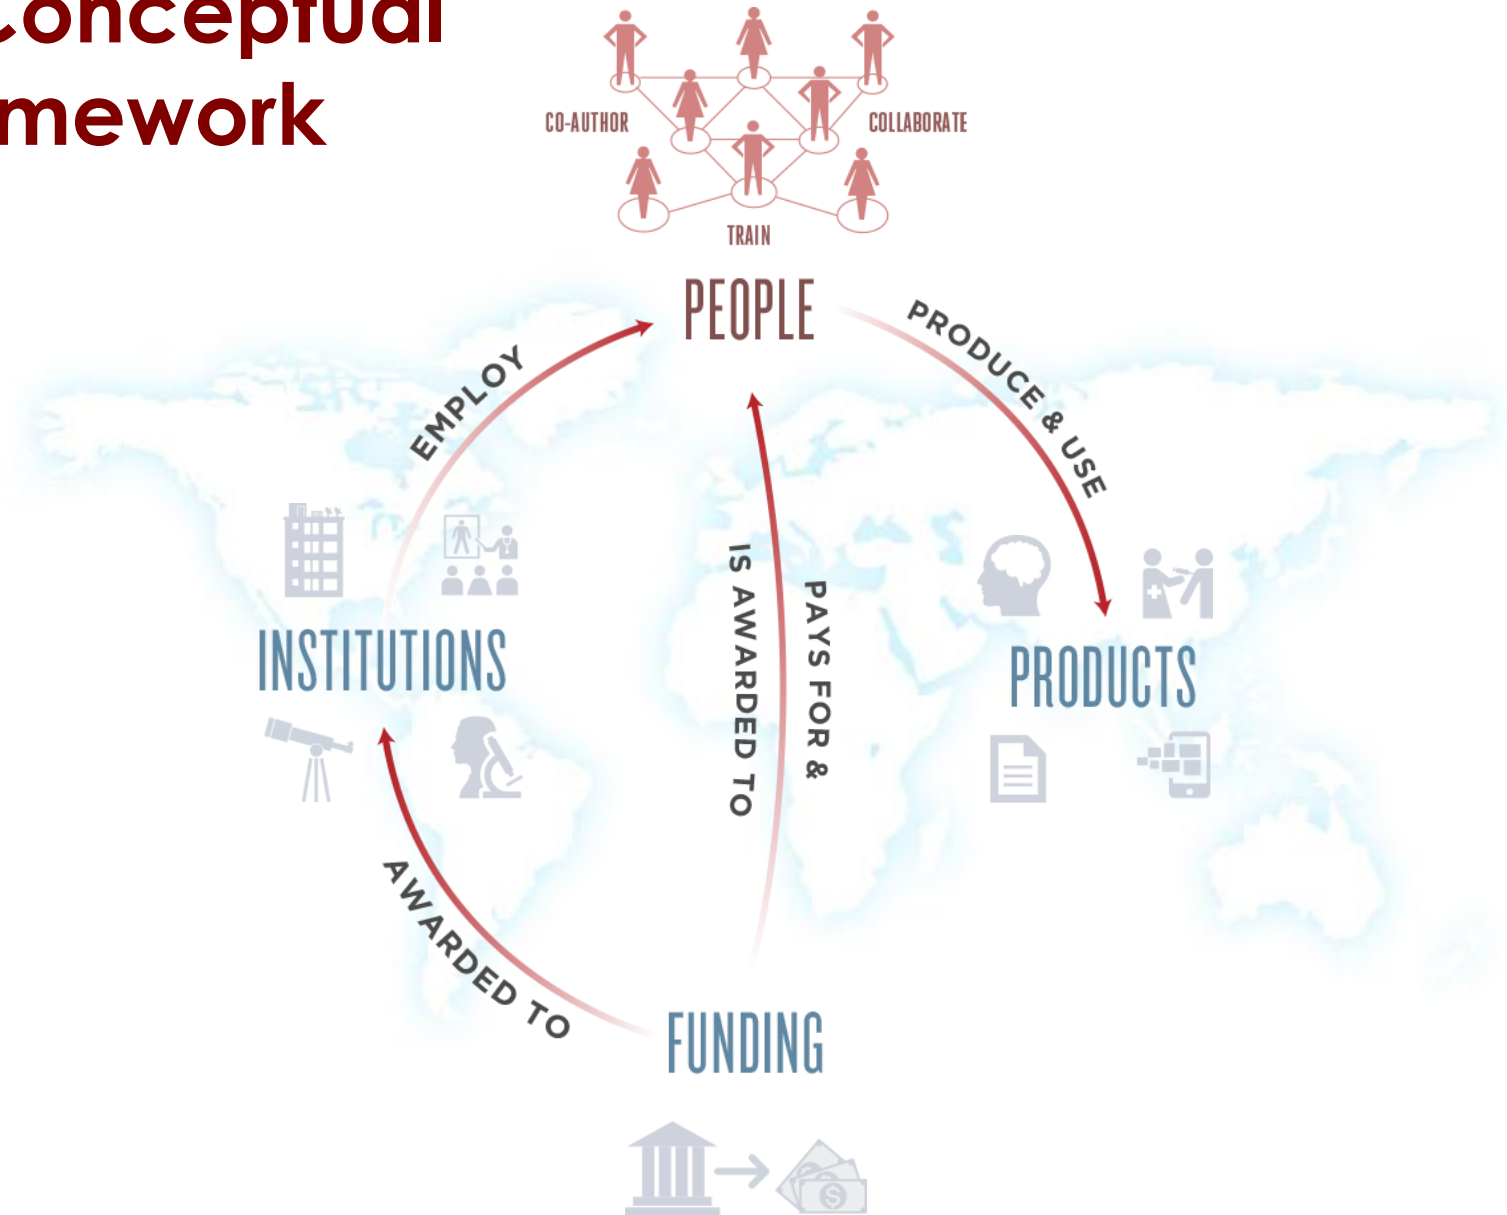 Conceptual
mework
CO-AUTHOR
COLLABORATE
TRAIN
PEOPLE
EMPLOY
PRODUCE & USE
INSTITUTIONS
PRODUCTS
IS AWARDED TO
PAYS FOR &
AWARDED TO
FUNDING
$